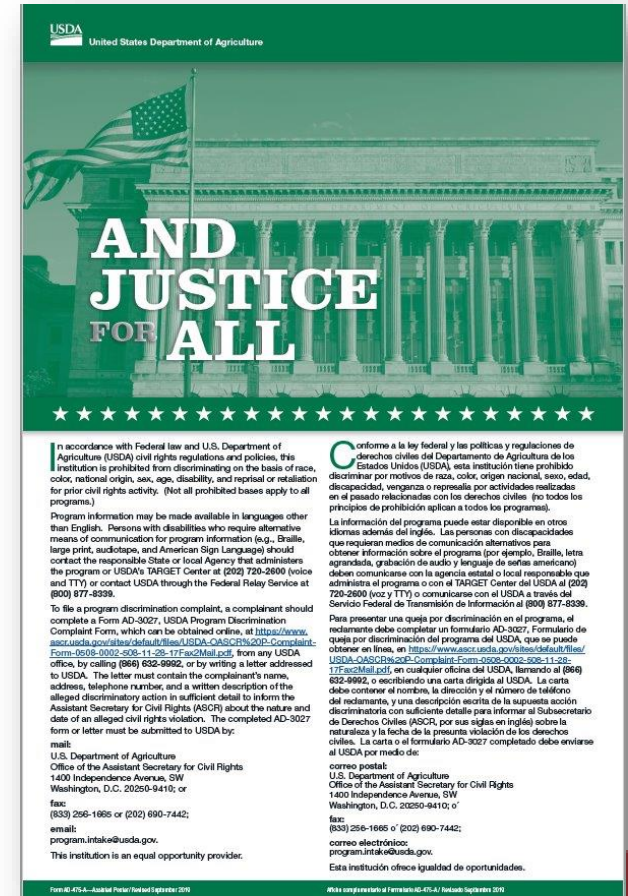 USDA
United States Department of Agriculture
AND
JUSTICE
FOR ALL
In accordance with Federal law and U.S. Department of
Agriculture (USDA) civil rights regulations and policies, this
institution is prohibited from discriminating on the basis of race,
color, national origin, sex, age, disability, and reprisal or retaliation
for prior civil rights activity. (Not all prohibited bases apply to all
programs.)
Program information may be made available in languages other
than English. Persons with disabilities who require alternative
means of communication for program information (e.g., Braille,
large print, audiotape, and American Sign Language) should
contact the responsible State or local Agency that administers
the program or USDA's TARGET Center at (202) 720-2600 (voice
and TTY) or contact USDA through the Federal Relay Service at
(800) 877-8339.
To file a program discrimination complaint, a complainant should
complete a Form AD-3027, USDA Program Discrimination
Complaint Form, which can be obtained online, at https://www.
ascr.usda.gov/sites/default/files/USDA-OASCR%20P-Complaint-
Form-0508-0002-508-11-28-17Fax2Mail.pdf, from any USDA
office, by calling (866) 632-9992, or by writing a letter addressed
to USDA. The letter must contain the complainant's name,
address, telephone number, and a written description of the
alleged discriminatory action in sufficient detail to inform the
Assistant Secretary for Civil Rights (ASCR) about the nature and
date of an alleged civil rights violation. The completed AD-3027
form or letter must be submitted to USDA by:
mail:
U.S. Department of Agriculture
Office of the Assistant Secretary for Civil Rights
1400 Independence Avenue, SW
Washington, D.C. 20250-9410; or
fax:
(833) 256-1665 or (202) 690-7442;
email:
program.intake@usda.gov.
This institution is an equal opportunity provider.
Conforme a la ley federal y las políticas y regulaciones de
derechos civiles del Departamento de Agricultura de los
Estados Unidos (USDA), esta institución tiene prohibido
discriminar por motivos de raza, color, origen nacional, sexo, edad,
discapacidad, venganza o represalia por actividades realizadas
en el pasado relacionadas con los derechos civiles (no todos los
principios de prohibición aplican a todos los programas).
La información del programa puede estar disponible en otros
idiomas además del inglés. Las personas con discapacidades
que requieran medios de comunicación alternativos para
obtener información sobre el programa (por ejemplo, Braille, letra
agrandada, grabación de audio y lenguaje de señas americano)
deben comunicarse con la agencia estatal o local responsable que
administra el programa o con el TARGET Center del USDA al (202)
720-2600 (voz y TTY) o comunicarse con el USDA a través del
Servicio Federal de Transmisión de Información al (800) 877-8339.
Para presentar una queja por discriminación en el programa, el
reclamante debe completar un formulario AD-3027, Formulario de
queja por discriminación del programa del USDA, que se puede
obtener en línea, en https://www.ascr.usda.gov/sites/default/files/
USDA-OASCR%20P-Complaint-Form-0508-0002-508-11-28-
17Fax2Mail.pdf, en cualquier oficina del USDA, llamando al (866)
632-9992, o escribiendo una carta dirigida al USDA. La carta
debe contener el nombre, la dirección y el número de teléfono
del reclamante, y una descripción escrita de la supuesta acción
discriminatoria con suficiente detalle para informar al Subsecretario
de Derechos Civiles (ASCR, por sus siglas en inglés) sobre la
naturaleza y la fecha de la presunta violación de los derechos
civiles. La carta o el formulario AD-3027 completado debe enviarse
al USDA por medio de:
correo postal:
U.S. Department of Agriculture
Office of the Assistant Secretary for Civil Rights
1400 Independence Avenue, SW
Washington, D.C. 20250-9410; o´
fax:
(833) 256-1665 o´ (202) 690-7442;
correo electrónico:
program.intake@usda.gov.
Esta institución ofrece igualdad de oportunidades.
Form AD-475-A—Assisted Poster/ Revised September 2019
Afiche complementario al Formulario AD-475-A/ Revisado Septiembre 2019